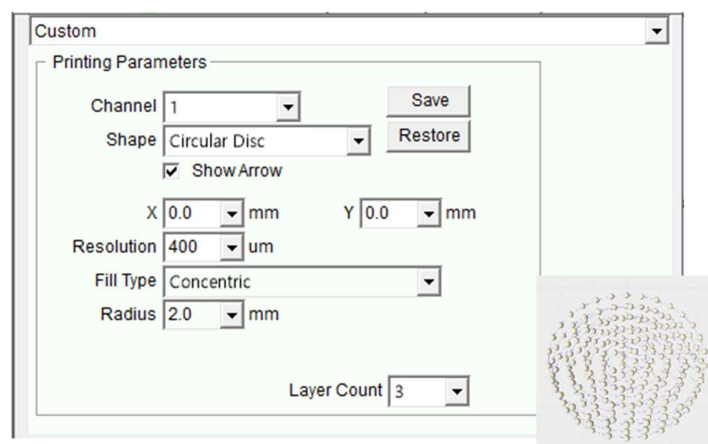 Custom
Printing Parameters
Channel 1 Save
Shape Circular Disc Restore
Show Arrow
X 0.0 mm Y 0.0 mm
Resolution 400 um
Fill Type Concentric
Radius 2.0 mm
Layer Count 3